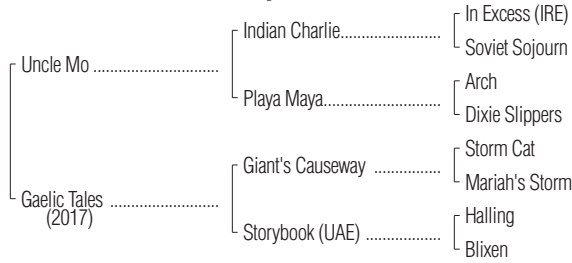 In Excess (IRE)
Indian Charlie....................
Soviet Sojourn
Uncle Mo .........................
Arch
Playa Maya.......................
Dixie Slippers
Storm Cat
Giant's Causeway .............
Mariah's Storm
Gaelic Tales .....................
(2017)
Halling
Storybook (UAE) ...............
Blixen